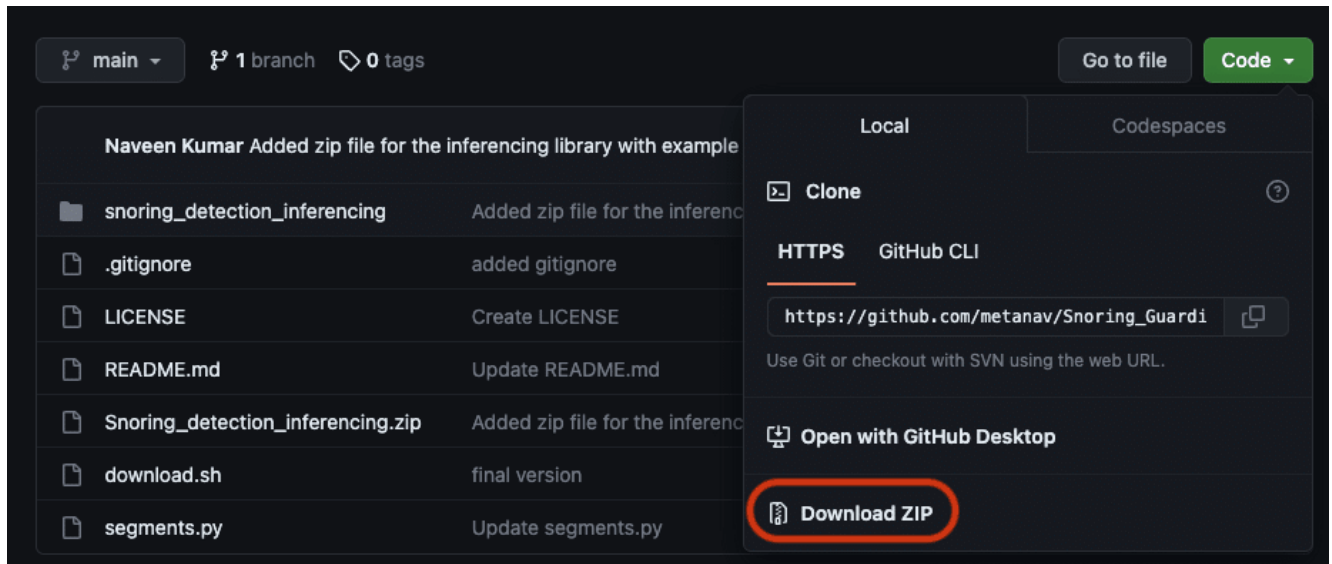 main
1 branch
0 tags
Go to file
Code
Naveen Kumar Added zip file for the inferencing library with example
snoring_detection_inferencing Added zip file for the inferenc
.gitignore added gitignore
LICENSE Create LICENSE
README.md Update README.md
Snoring_detection_inferencing.zip Added zip file for the inferenc
download.sh final version
segments.py Update segments.py
Local
Codespaces
Clone
HTTPS
GitHub CLI
https://github.com/metanav/Snoring_Guardi
Use Git or checkout with SVN using the web URL.
Open with GitHub Desktop
Download ZIP